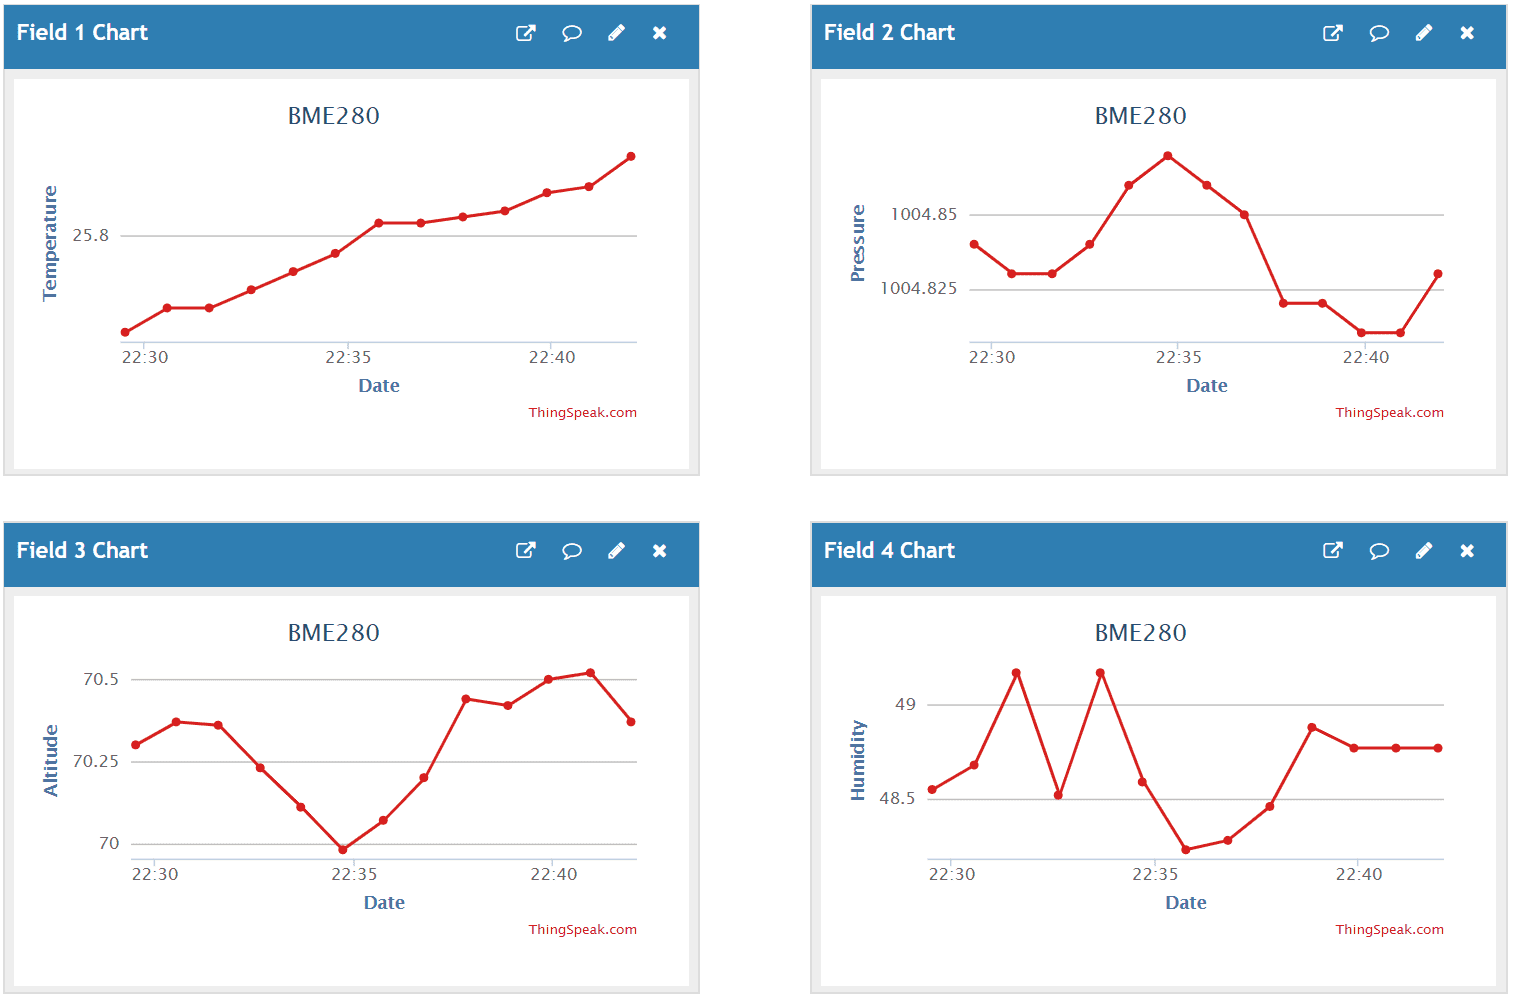 Field 1 Chart
BME280
Temperature
25.8
22:30 22:35 22:40
Date
ThingSpeak.com
Field 2 Chart
BME280
Pressure
1004.85
1004.825
22:30 22:35 22:40
Date
ThingSpeak.com
Field 3 Chart
BME280
Altitude
70.5
70.25
70
22:30 22:35 22:40
Date
ThingSpeak.com
Field 4 Chart
BME280
Humidity
49
48.5
22:30 22:35 22:40
Date
ThingSpeak.com